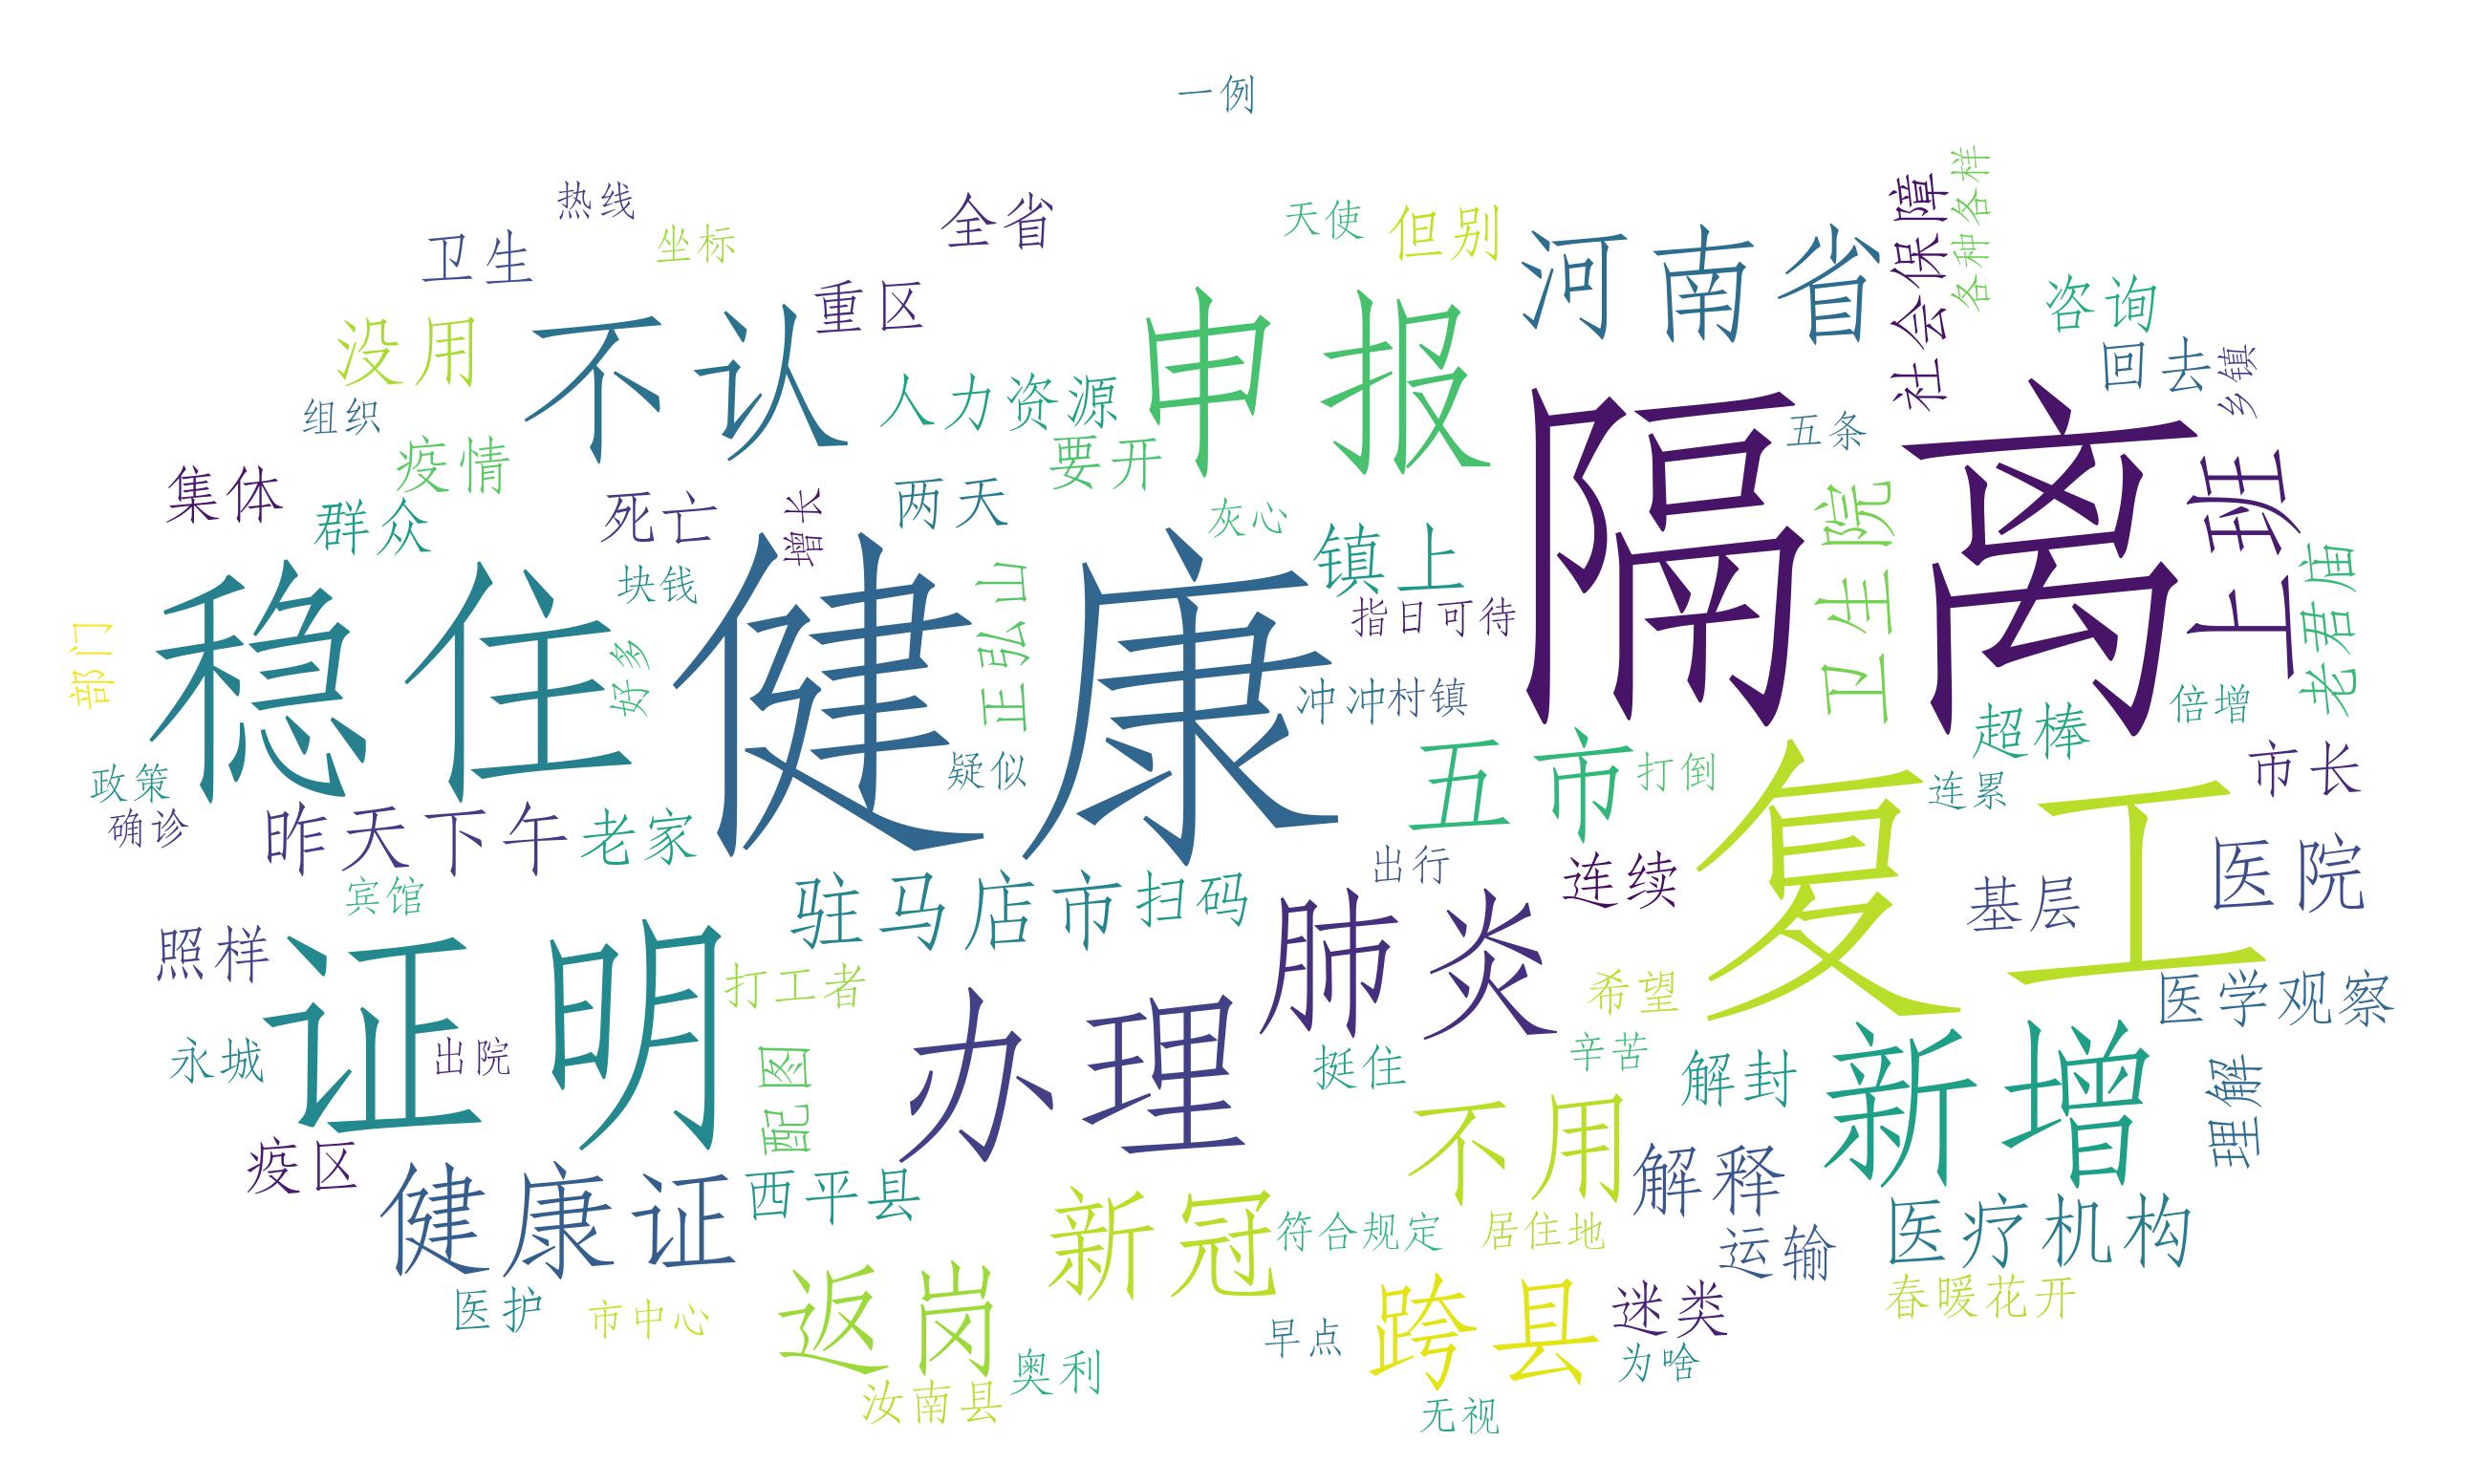 一例
热线
卫生
坐标
全省
天使
但别
河南省
社会保障
各种各样
咨询
没用
不认
重区
申报
回去
乡镇
组织
人力资源
五条
隔离
上班
疫情
要开
集体
群众
死亡
增长
两天
灰心
镇上
卫生院
老君庙
稳住
块钱
健康
正弘山
指日可待
部门
好多
冲冲村镇
倍增
超棒
政策
疑似
五市
打倒
复工
连累
市长
确诊
昨天下午
老家
出行
连续
宾馆
驻马店市
扫码
肺炎
基层
医院
照样
证明
打工者
希望
医学观察
永城
出院
配图
办理
挺住
辛苦
解封
新增
理解
疫区
不用
健康证
西平县
新冠
符合规定
居住地
解释
运输
医疗机构
医护
市中心
返岗
跨县
迷类
春暖花开
早点
为啥
奥利
汝南县
无视